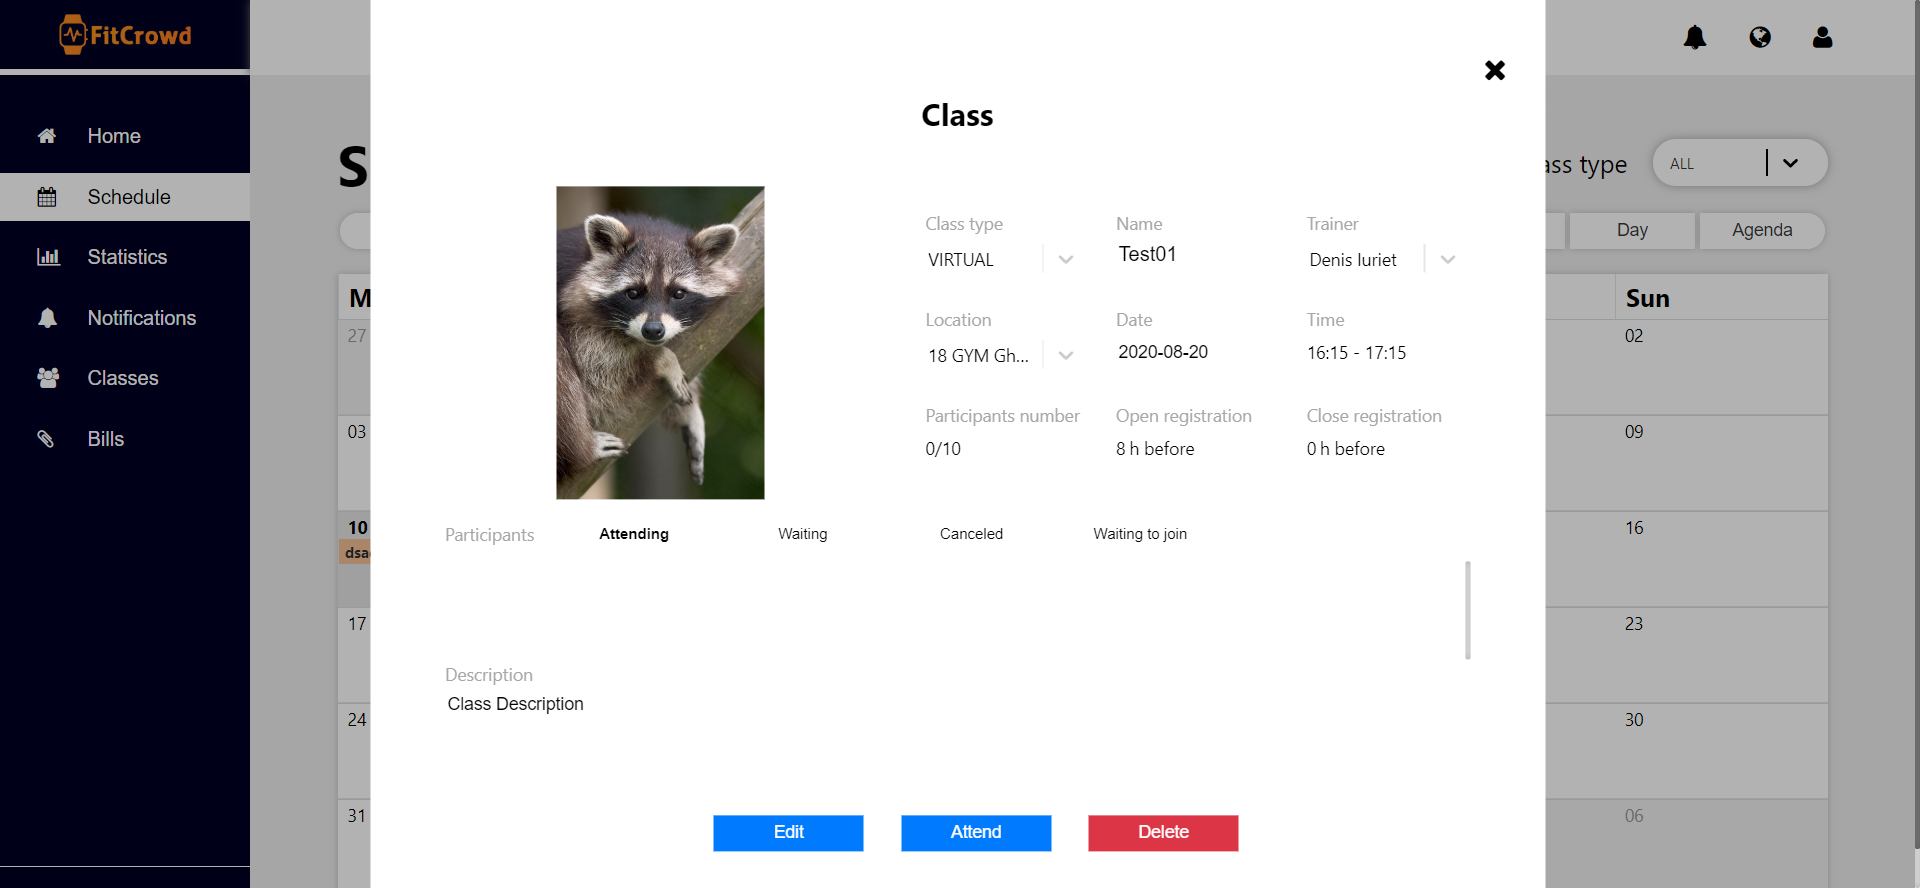 FitCrowd
Home
Schedule
Statistics
Notifications
Classes
Bills
Class
Class type
VIRTUAL
Name
Test01
Trainer
Denis Iuriet
Location
18 GYM Gh...
Date
2020-08-20
Time
16:15 - 17:15
Participants number
0/10
Open registration
8 h before
Close registration
0 h before
Participants
Attending
Waiting
Canceled
Waiting to join
Description
Class Description
Edit
Attend
Delete
ass type
ALL
Day
Agenda
Sun
27
02
03
09
10
16
dsa
17
23
24
30
31
06